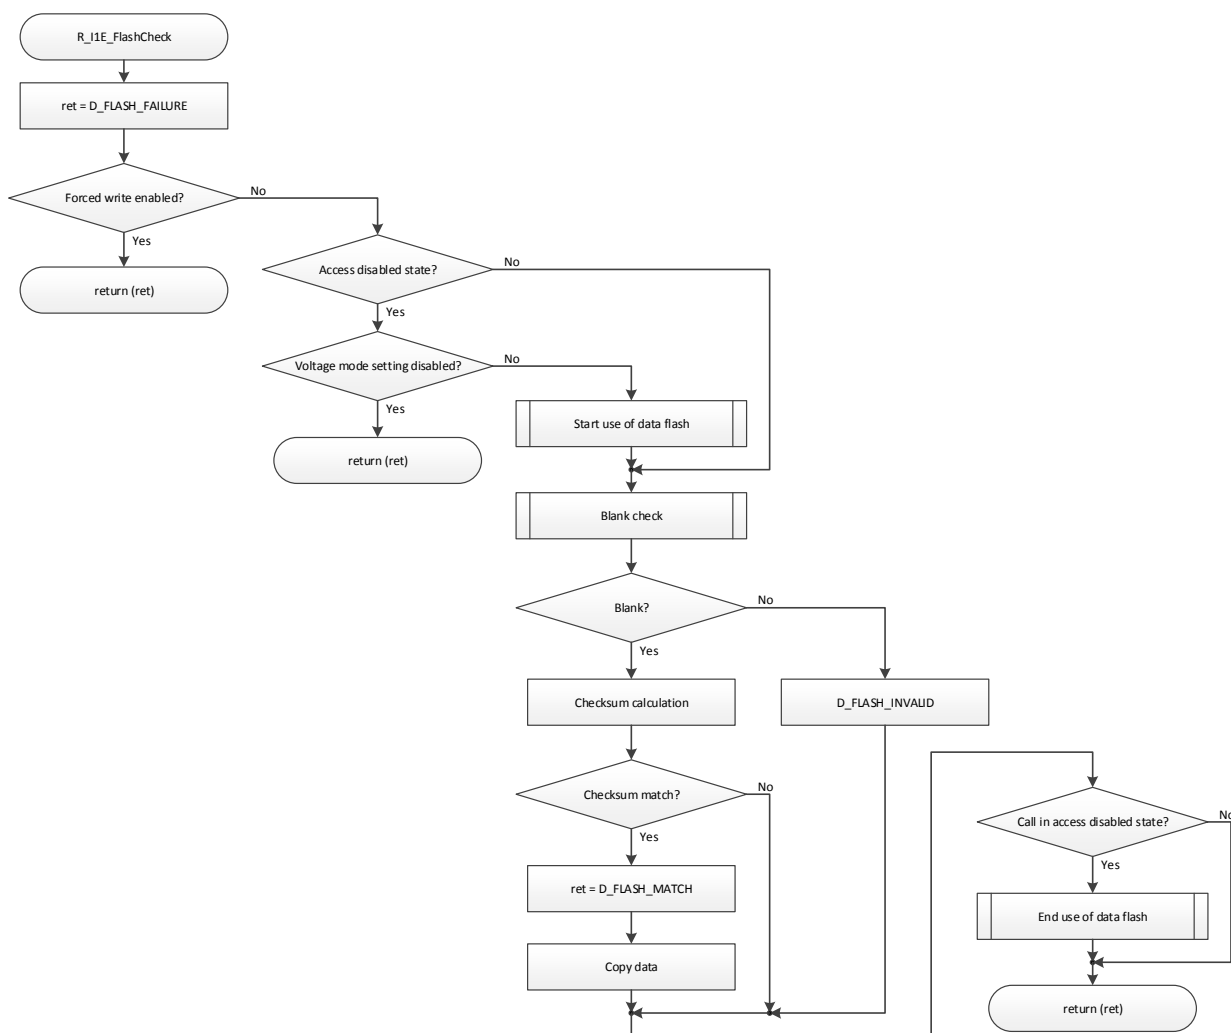 R_I1E_FlashCheck
ret = D_FLASH_FAILURE
Forced write enabled?
No
Yes
return (ret)
Access disabled state?
No
Yes
Voltage mode setting disabled?
No
Yes
return (ret)
Start use of data flash
Blank check
Blank?
No
Yes
Checksum calculation
D_FLASH_INVALID
Checksum match?
No
Yes
ret = D_FLASH_MATCH
Copy data
Call in access disabled state?
No
Yes
End use of data flash
return (ret)